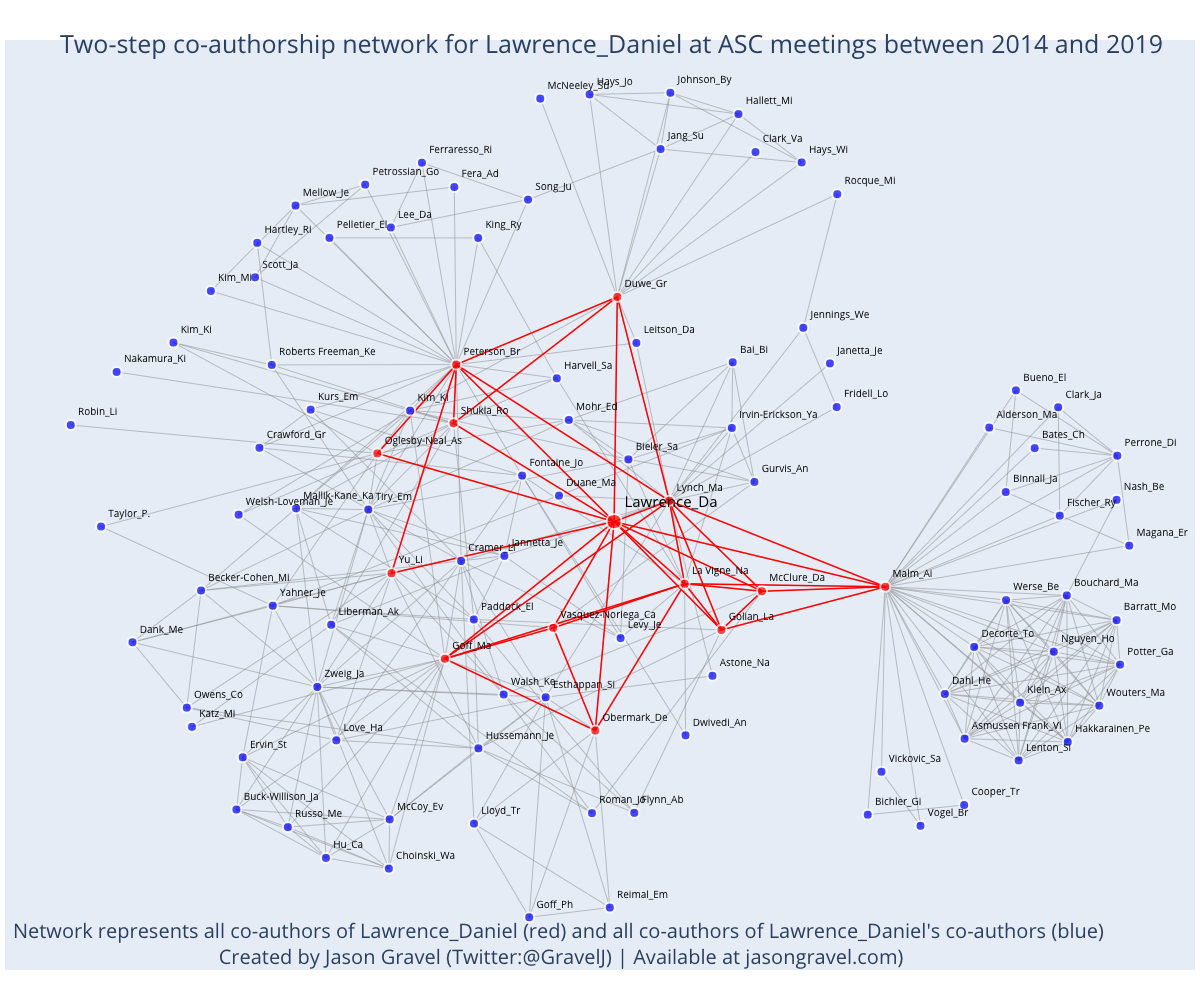 Two-step co-authorship network for Lawrence_Daniel at ASC meetings between 2014 and 2019
McNeeley_Su
Hays_Jo
Johnson_By
Hallett_Mi
Jang_Su
Clark_Va
Hays_Wi
Ferraresso_Ri
Petrossian_Go
Fera_Ad
Song_Ju
Rocque_Mi
Mellow_Je
Pelletier_El
Lee_Da
King_Ry
Hartley_Ri
Scott_Ja
Kim_Mi
Duwe_Gr
Jennings_We
Kim_Ki
Leitson_Da
Nakamura_Ki
Roberts Freeman_Ke
Peterson_Br
Harvell_Sa
Bai_Bi
Janetta_Je
Robin_Li
Kurs_Em
Kim_Ki
Shukla_Ro
Mohr_Ed
Irvin-Erickson_Ya
Fridell_Lo
Bueno_El
Clark_Ja
Alderson_Ma
Bates_Ch
Perrone_Di
Crawford_Gr
Oglesby-Neal_As
Bieler_Sa
Gurvis_An
Fontaine_Jo
Duane_Ma
Lynch_Ma
Lawrence_Da
Binnall_Ja
Nash_Be
Fischer_Ry
Magana_Er
Taylor_P.
Welsh-Loveman_Je
Mallik-Kane_Ka
Tiry_Em
Cramer_Li
Jannetta_Je
Yu_Li
La Vigne_Na
McClure_Da
Malm_Ai
Becker-Cohen_Mi
Yahner_Je
Liberman_Ak
Paddock_El
Vasquez-Noriega_Ca
Levy_Je
Golian_La
Werse_Be
Bouchard_Ma
Barratt_Mo
Dank_Me
Goff_Ma
Decorte_To
Nguyen_Ho
Potter_Ga
Zweig_Ja
Walsh_Ke
Esthappan_Si
Astone_Na
Dahl_He
Klein_Ax
Wouters_Ma
Owens_Co
Katz_Mi
Love_Ha
Hussemann_Je
Obermark_De
Dwivedi_An
Asmussen Frank_Vi
Hakkarainen_Pe
Lenton_Si
Ervin_St
Vickovic_Sa
Buck-Willison_Ja
Russo_Me
McCoy_Ev
Lloyd_Tr
Roman_Jo
Flynn_Ab
Bichler_Gi
Cooper_Tr
Vogel_Br
Hu_Ca
Choinski_Wa
Goff_Ph
Reimal_Em
Network represents all co-authors of Lawrence_Daniel (red) and all co-authors of Lawrence_Daniel's co-authors (blue)
Created by Jason Gravel (Twitter:@GravelJ) | Available at jasongravel.com)